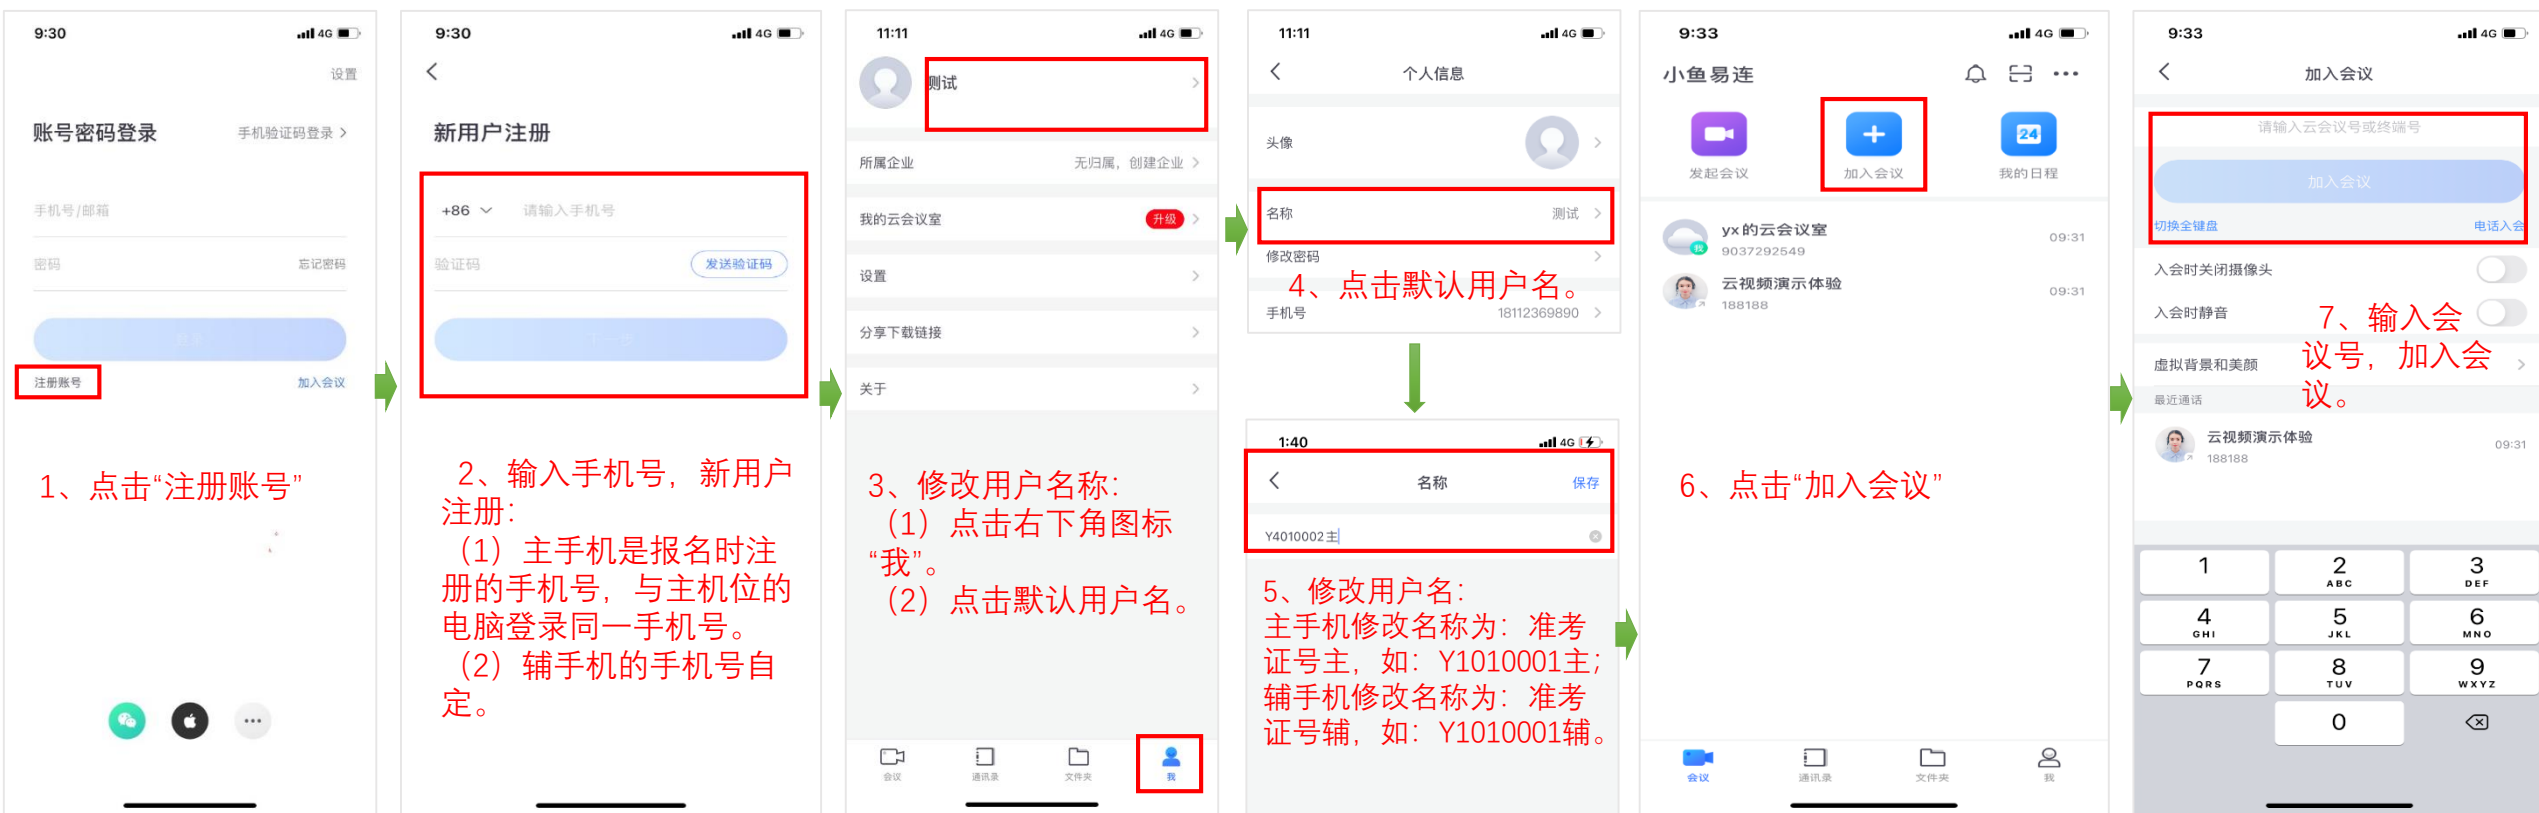 9:30
4G
设置
账号密码登录
手机验证码登录 >
手机号/邮箱
密码
忘记密码
登录
注册账号
加入会议
1、点击“注册账号”
9:30
4G
新用户注册
+86
请输入手机号
验证码
发送验证码
下一步
2、输入手机号，新用户
注册：
（1）主手机是报名时注
册的手机号，与主机位的
电脑登录同一手机号。
（2）辅手机的手机号自
定。
11:11
4G
测试
所属企业
无归属，创建企业 >
我的云会议室
升级
设置
分享下载链接
关于
3、修改用户名称：
（1）点击右下角图标
“我”。
（2）点击默认用户名。
会议
通讯录
文件夹
我
11:11
4G
个人信息
头像
名称
测试
修改密码
4、点击默认用户名。
手机号
18112369890
1:40
4G
名称
保存
Y4010002主
5、修改用户名：
主手机修改名称为：准考
证号主，如：Y1010001主；
辅手机修改名称为：准考
证号辅，如：Y1010001辅。
9:33
4G
小鱼易连
24
发起会议
加入会议
我的日程
yx的云会议室
我
9037292549
09:31
云视频演示体验
188188
09:31
6、点击“加入会议”
会议
通讯录
文件夹
我
9:33
4G
加入会议
请输入云会议号或终端号
加入会议
切换全键盘
电话入会
入会时关闭摄像头
入会时静音
虚拟背景和美颜
7、输入会
议号，加入会
议。
最近通话
云视频演示体验
188188
09:31
1
2
ABC
3
DEF
4
GHI
5
JKL
6
MNO
7
PQRS
8
TUV
9
WXYZ
0